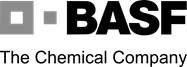 BASF
The Chemical Company